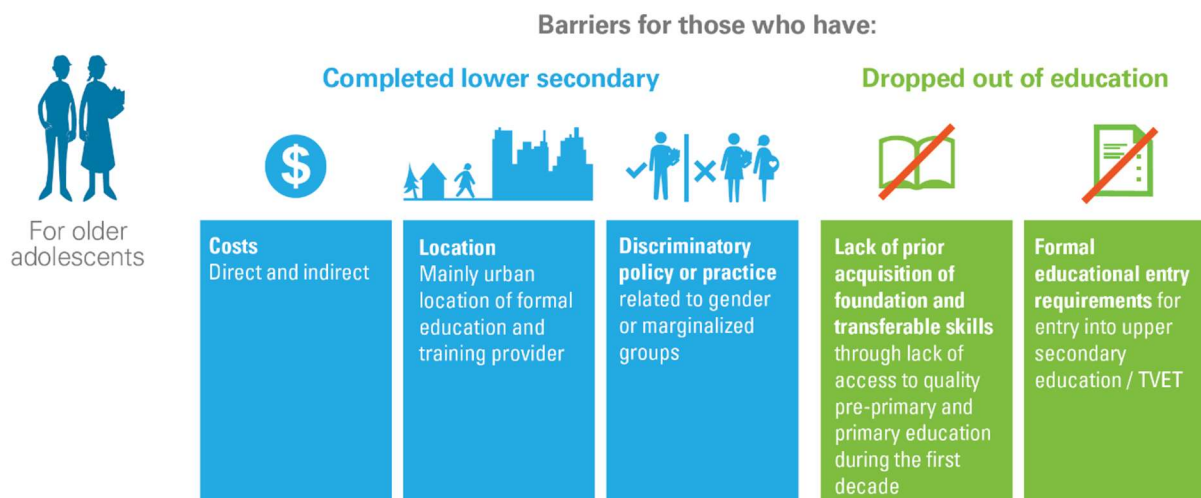 Barriers for those who have:
Completed lower secondary
Dropped out of education
For older
adolescents
$
Costs
Direct and indirect
Location
Mainly urban
location of formal
education and
training provider
Discriminatory
policy or practice
related to gender
or marginalized
groups
Lack of prior
acquisition of
foundation and
transferable skills
through lack of
access to quality
pre-primary and
primary education
during the first
decade
Formal
educational entry
requirements for
entry into upper
secondary
education / TVET